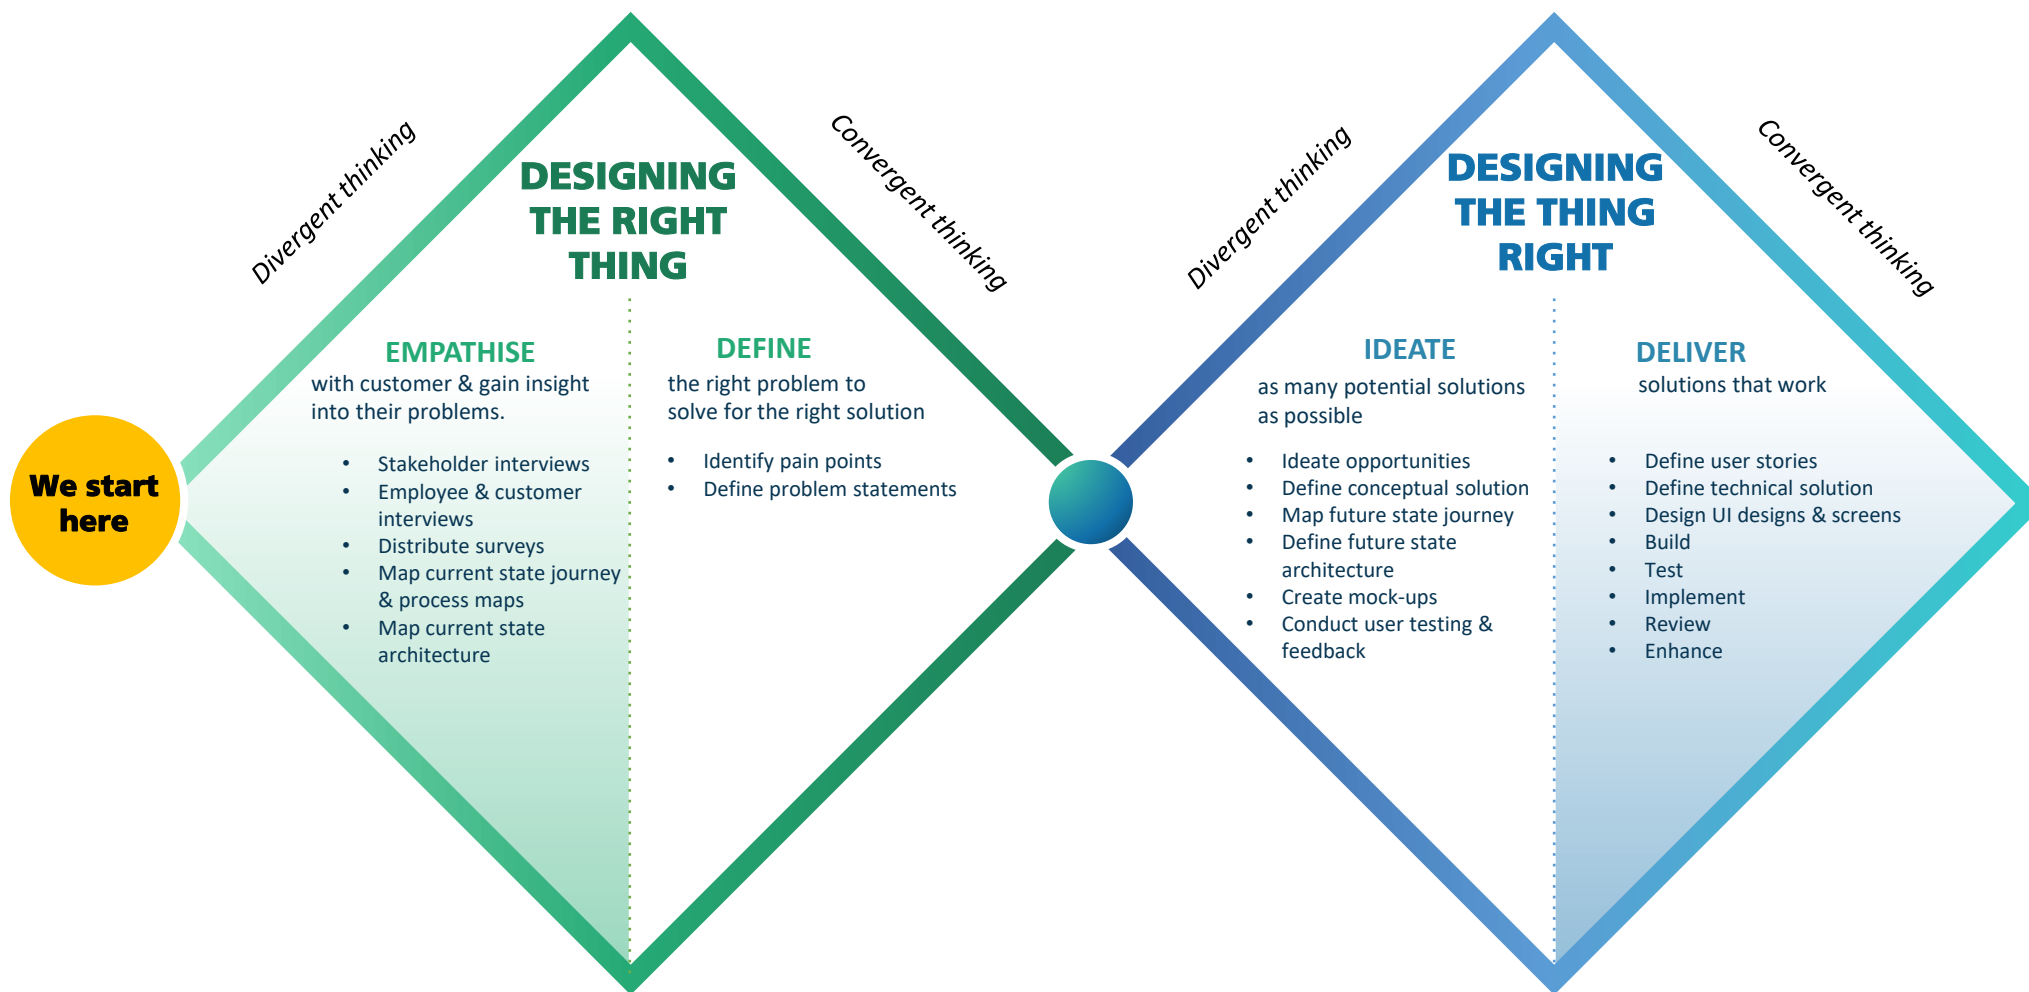 We start
here
Divergent thinking
Convergent thinking
DESIGNING
THE RIGHT
THING
EMPATHISE
with customer & gain insight
into their problems.
• Stakeholder interviews
• Employee & customer
interviews
• Distribute surveys
• Map current state journey
& process maps
• Map current state
architecture
DEFINE
the right problem to
solve for the right solution
• Identify pain points
• Define problem statements
Divergent thinking
Convergent thinking
DESIGNING
THE THING
RIGHT
IDEATE
as many potential solutions
as possible
• Ideate opportunities
• Define conceptual solution
• Map future state journey
• Define future state
architecture
• Create mock-ups
• Conduct user testing &
feedback
DELIVER
solutions that work
• Define user stories
• Define technical solution
• Design UI designs & screens
• Build
• Test
• Implement
• Review
• Enhance